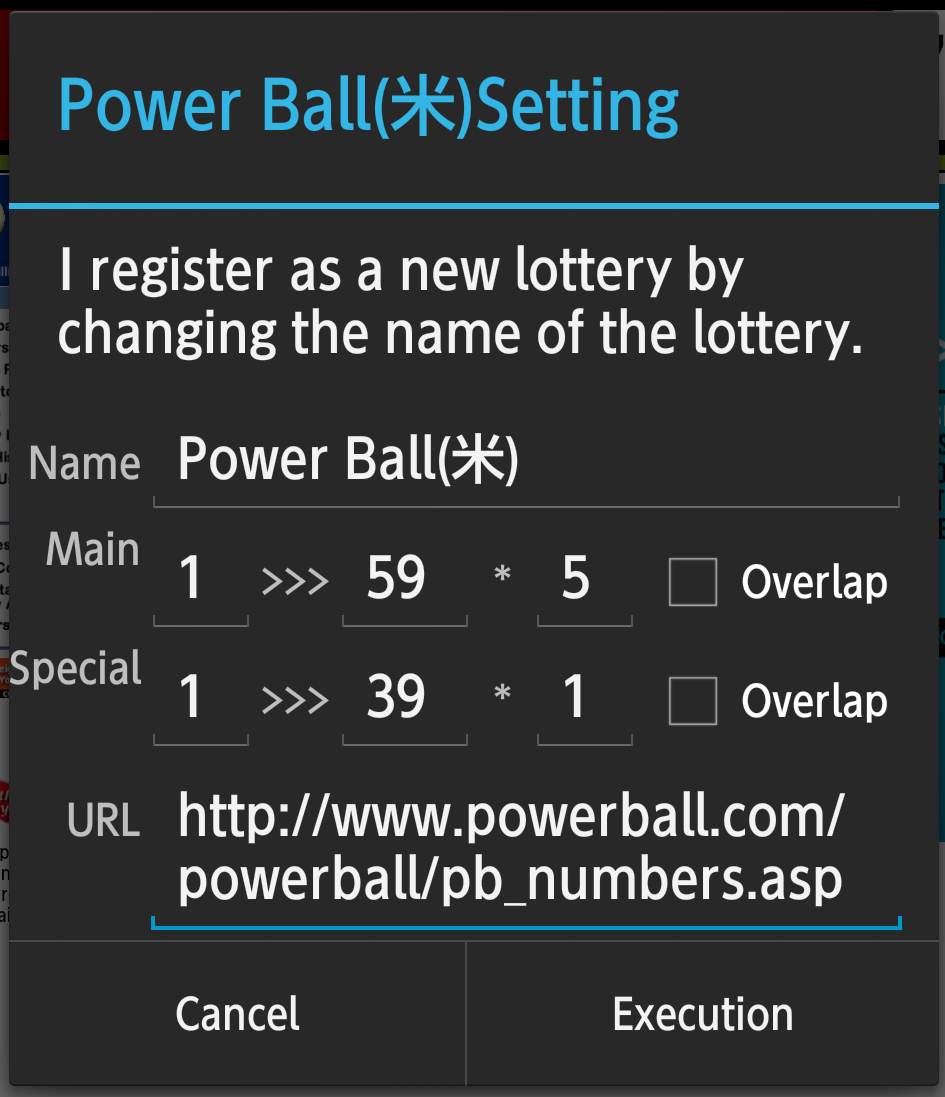 Power Ball(米)Setting
I register as a new lottery by
changing the name of the lottery.
Name Power Ball(米)
Main 1 >>> 59 * 5 Overlap
Special 1 >>> 39 * 1 Overlap
URL http://www.powerball.com/
powerball/pb_numbers.asp
Cancel Execution